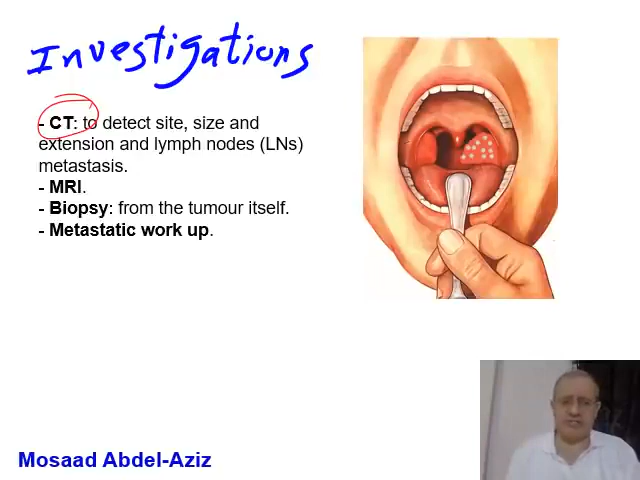 Investigations
- CT: to detect site, size and
extension and lymph nodes (LNs)
metastasis.
- MRI.
- Biopsy: from the tumour itself.
- Metastatic work up.
Mosaad Abdel-Aziz